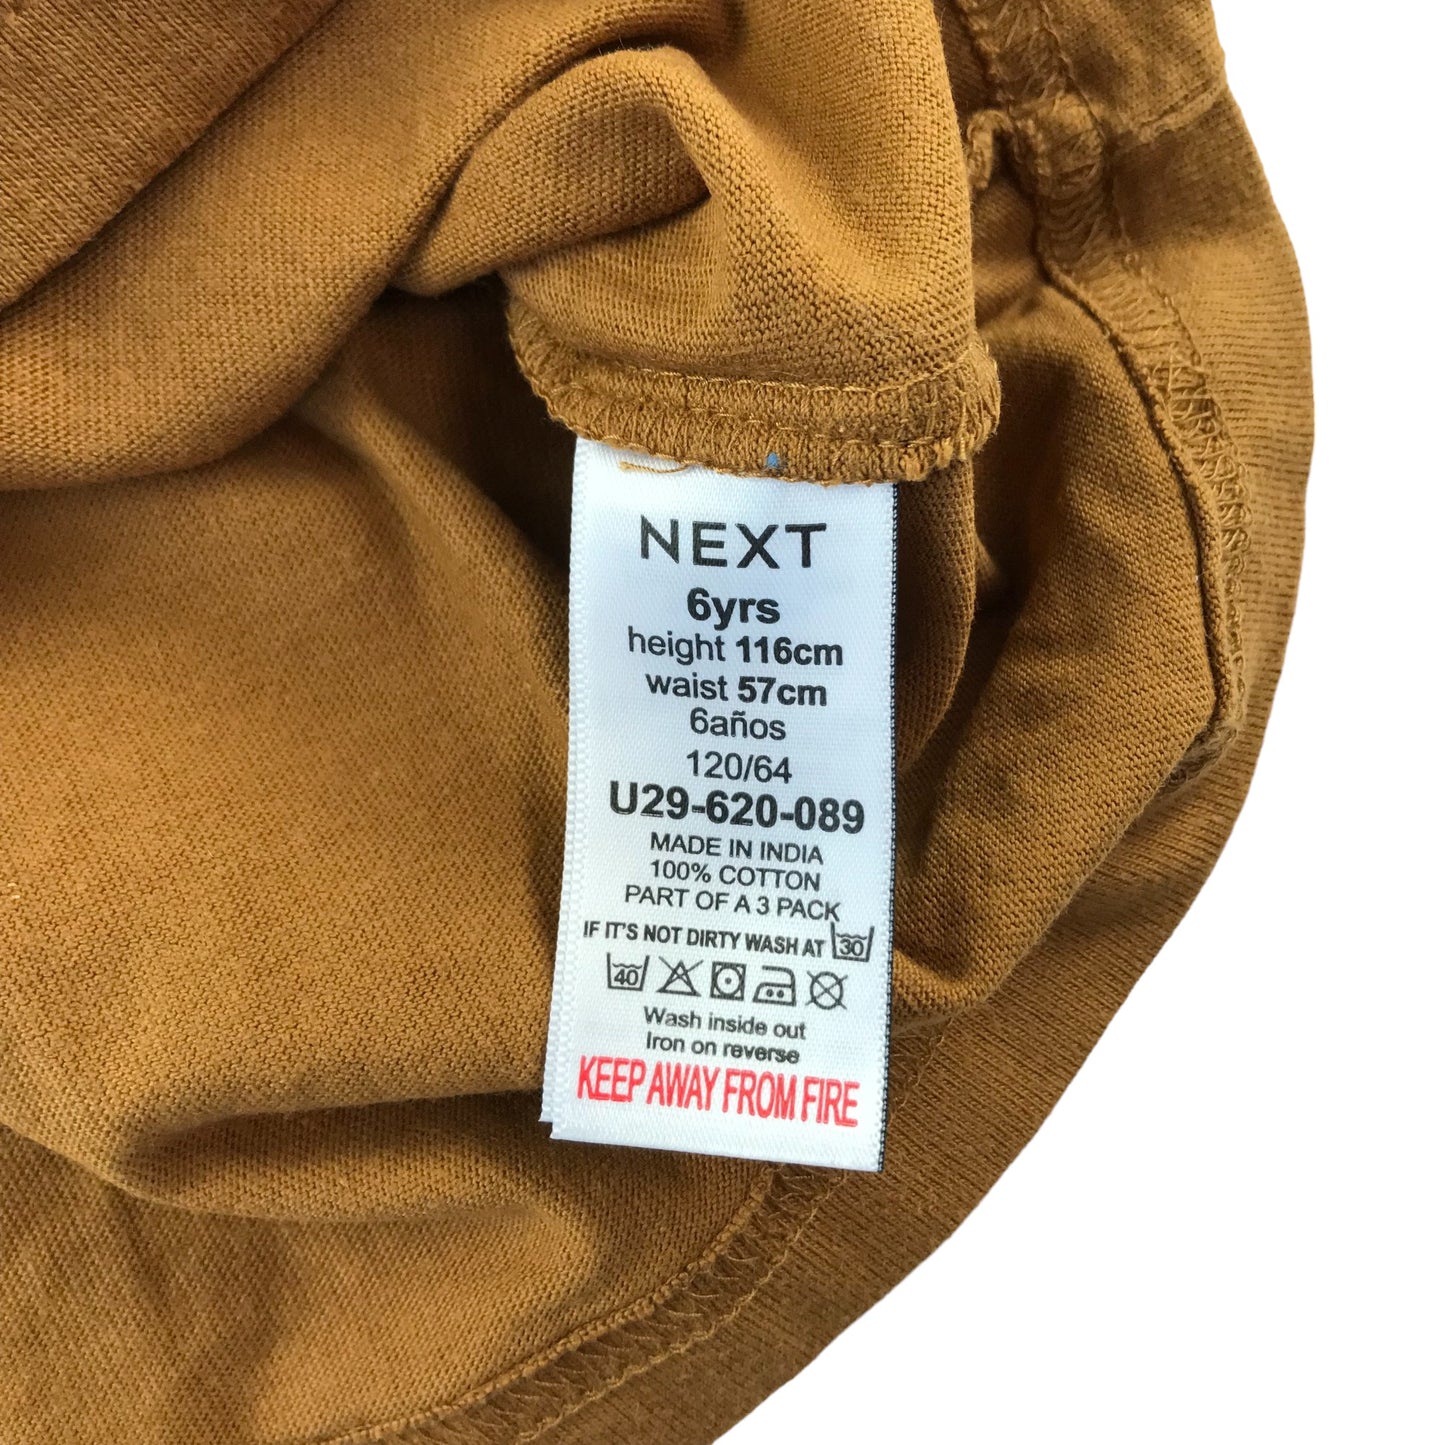 NEXT
6yrs
height 116cm
waist 57cm
6años
120/64
U29-620-089
MADE IN INDIA
100% COTTON
PART OF A 3 PACK
IF IT'S NOT DIRTY WASH AT 30
40
Wash inside out
Iron on reverse
KEEP AWAY FROM FIRE